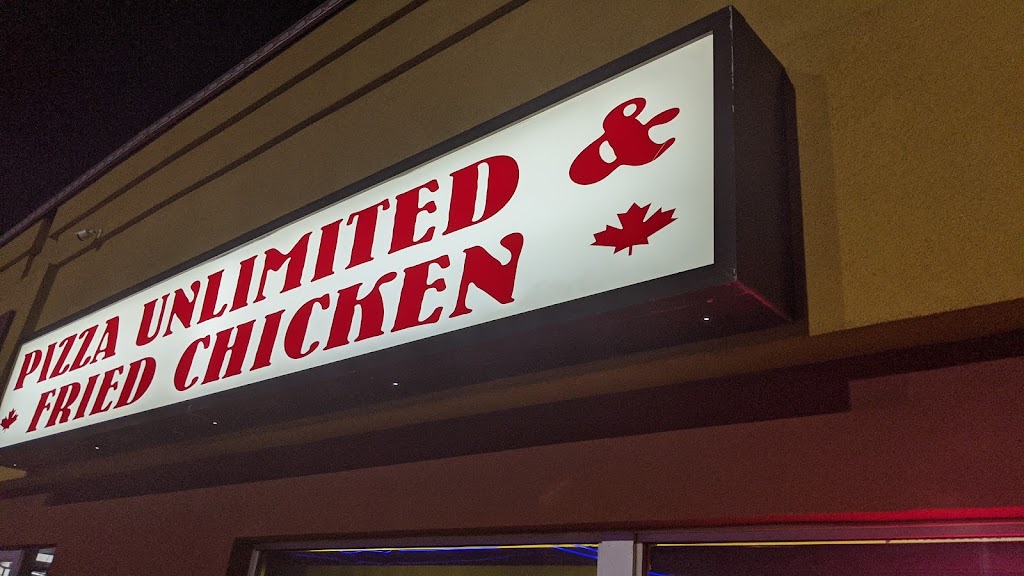 PIZZA UNLIMITED &
FRIED CHICKEN